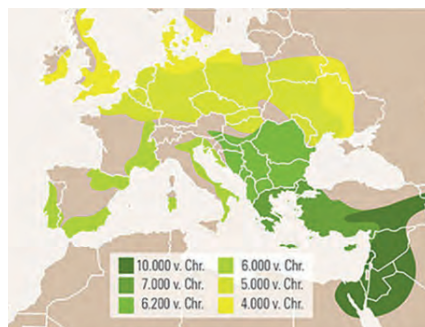 10.000 v. Chr.
7.000 v. Chr.
6.200 v. Chr.
6.000 v. Chr.
5.000 v. Chr.
4.000 v. Chr.